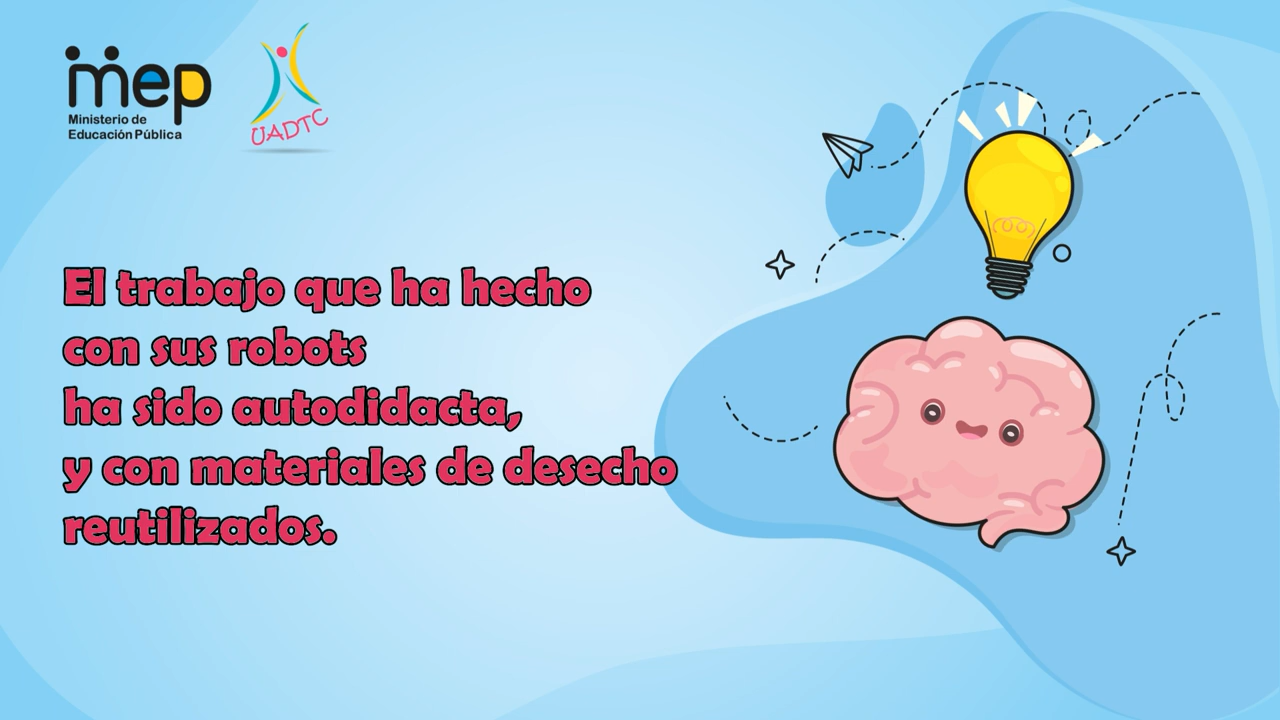 mep
Ministerio de
Educación Pública
UADTC
El trabajo que ha hecho
con sus robots
ha sido autodidacta,
y con materiales de desecho
reutilizados.